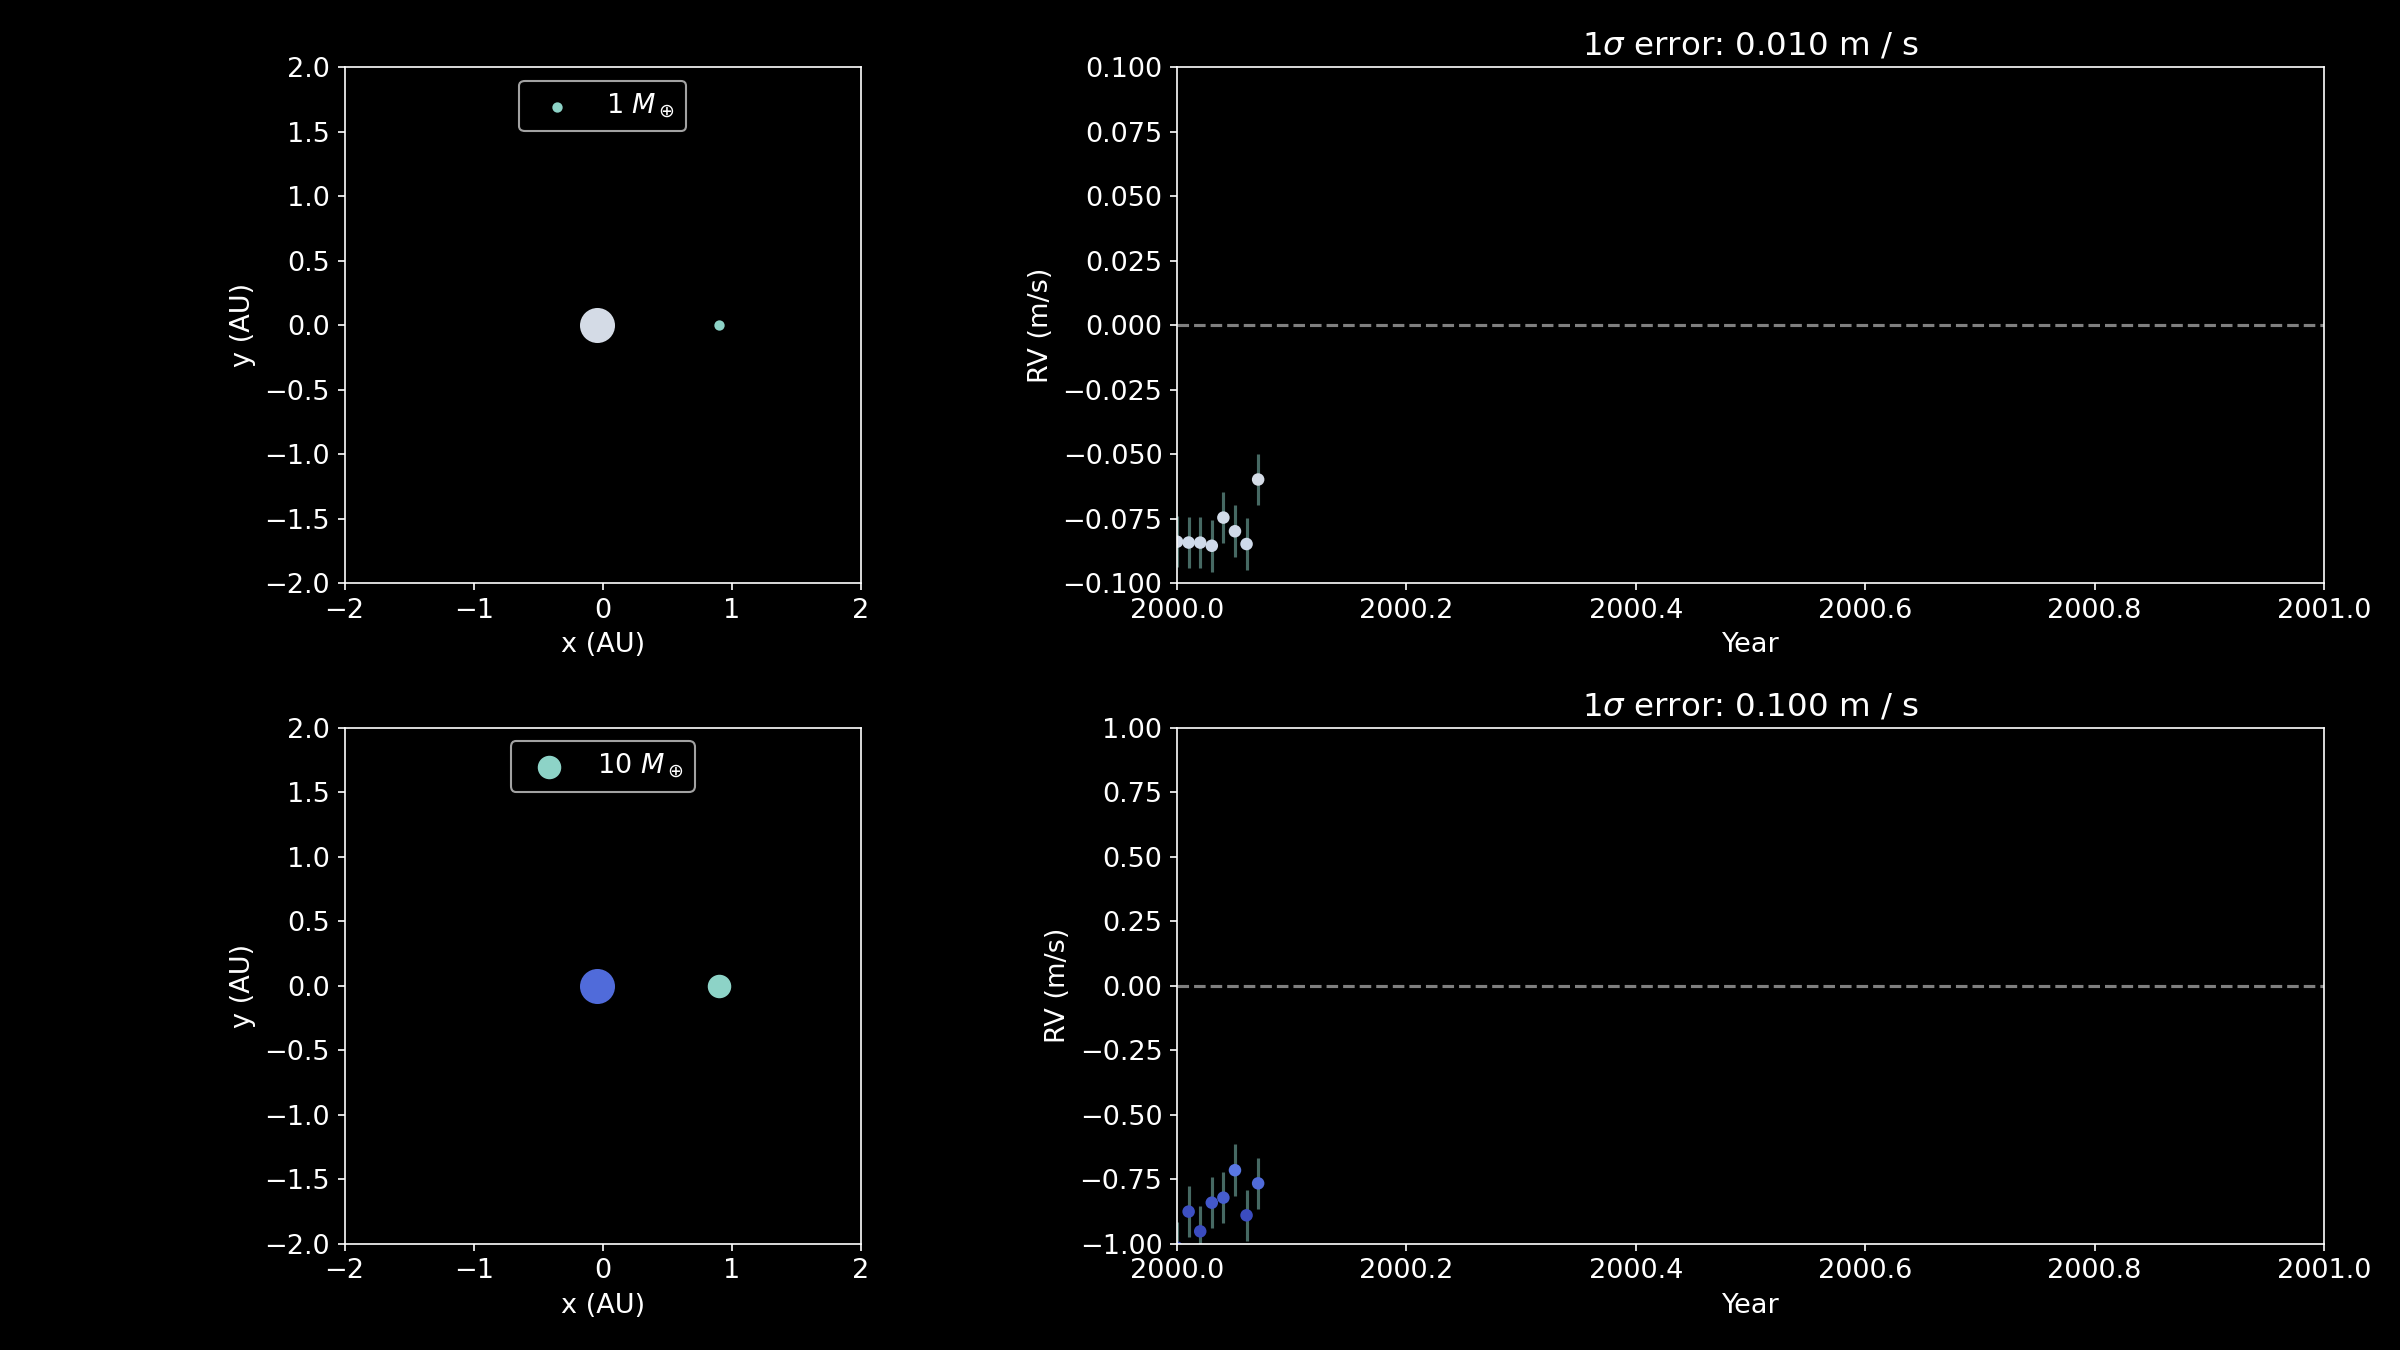 1 M⊕
2.0
1.5
1.0
0.5
0.0
−0.5
−1.0
−1.5
−2.0
y (AU)
−2 −1 0 1 2
x (AU)
1σ error: 0.010 m / s
0.100
0.075
0.050
0.025
0.000
−0.025
−0.050
−0.075
−0.100
RV (m/s)
2000.0 2000.2 2000.4 2000.6 2000.8 2001.0
Year
10 M⊕
2.0
1.5
1.0
0.5
0.0
−0.5
−1.0
−1.5
−2.0
y (AU)
−2 −1 0 1 2
x (AU)
1σ error: 0.100 m / s
1.00
0.75
0.50
0.25
0.00
−0.25
−0.50
−0.75
−1.00
RV (m/s)
2000.0 2000.2 2000.4 2000.6 2000.8 2001.0
Year